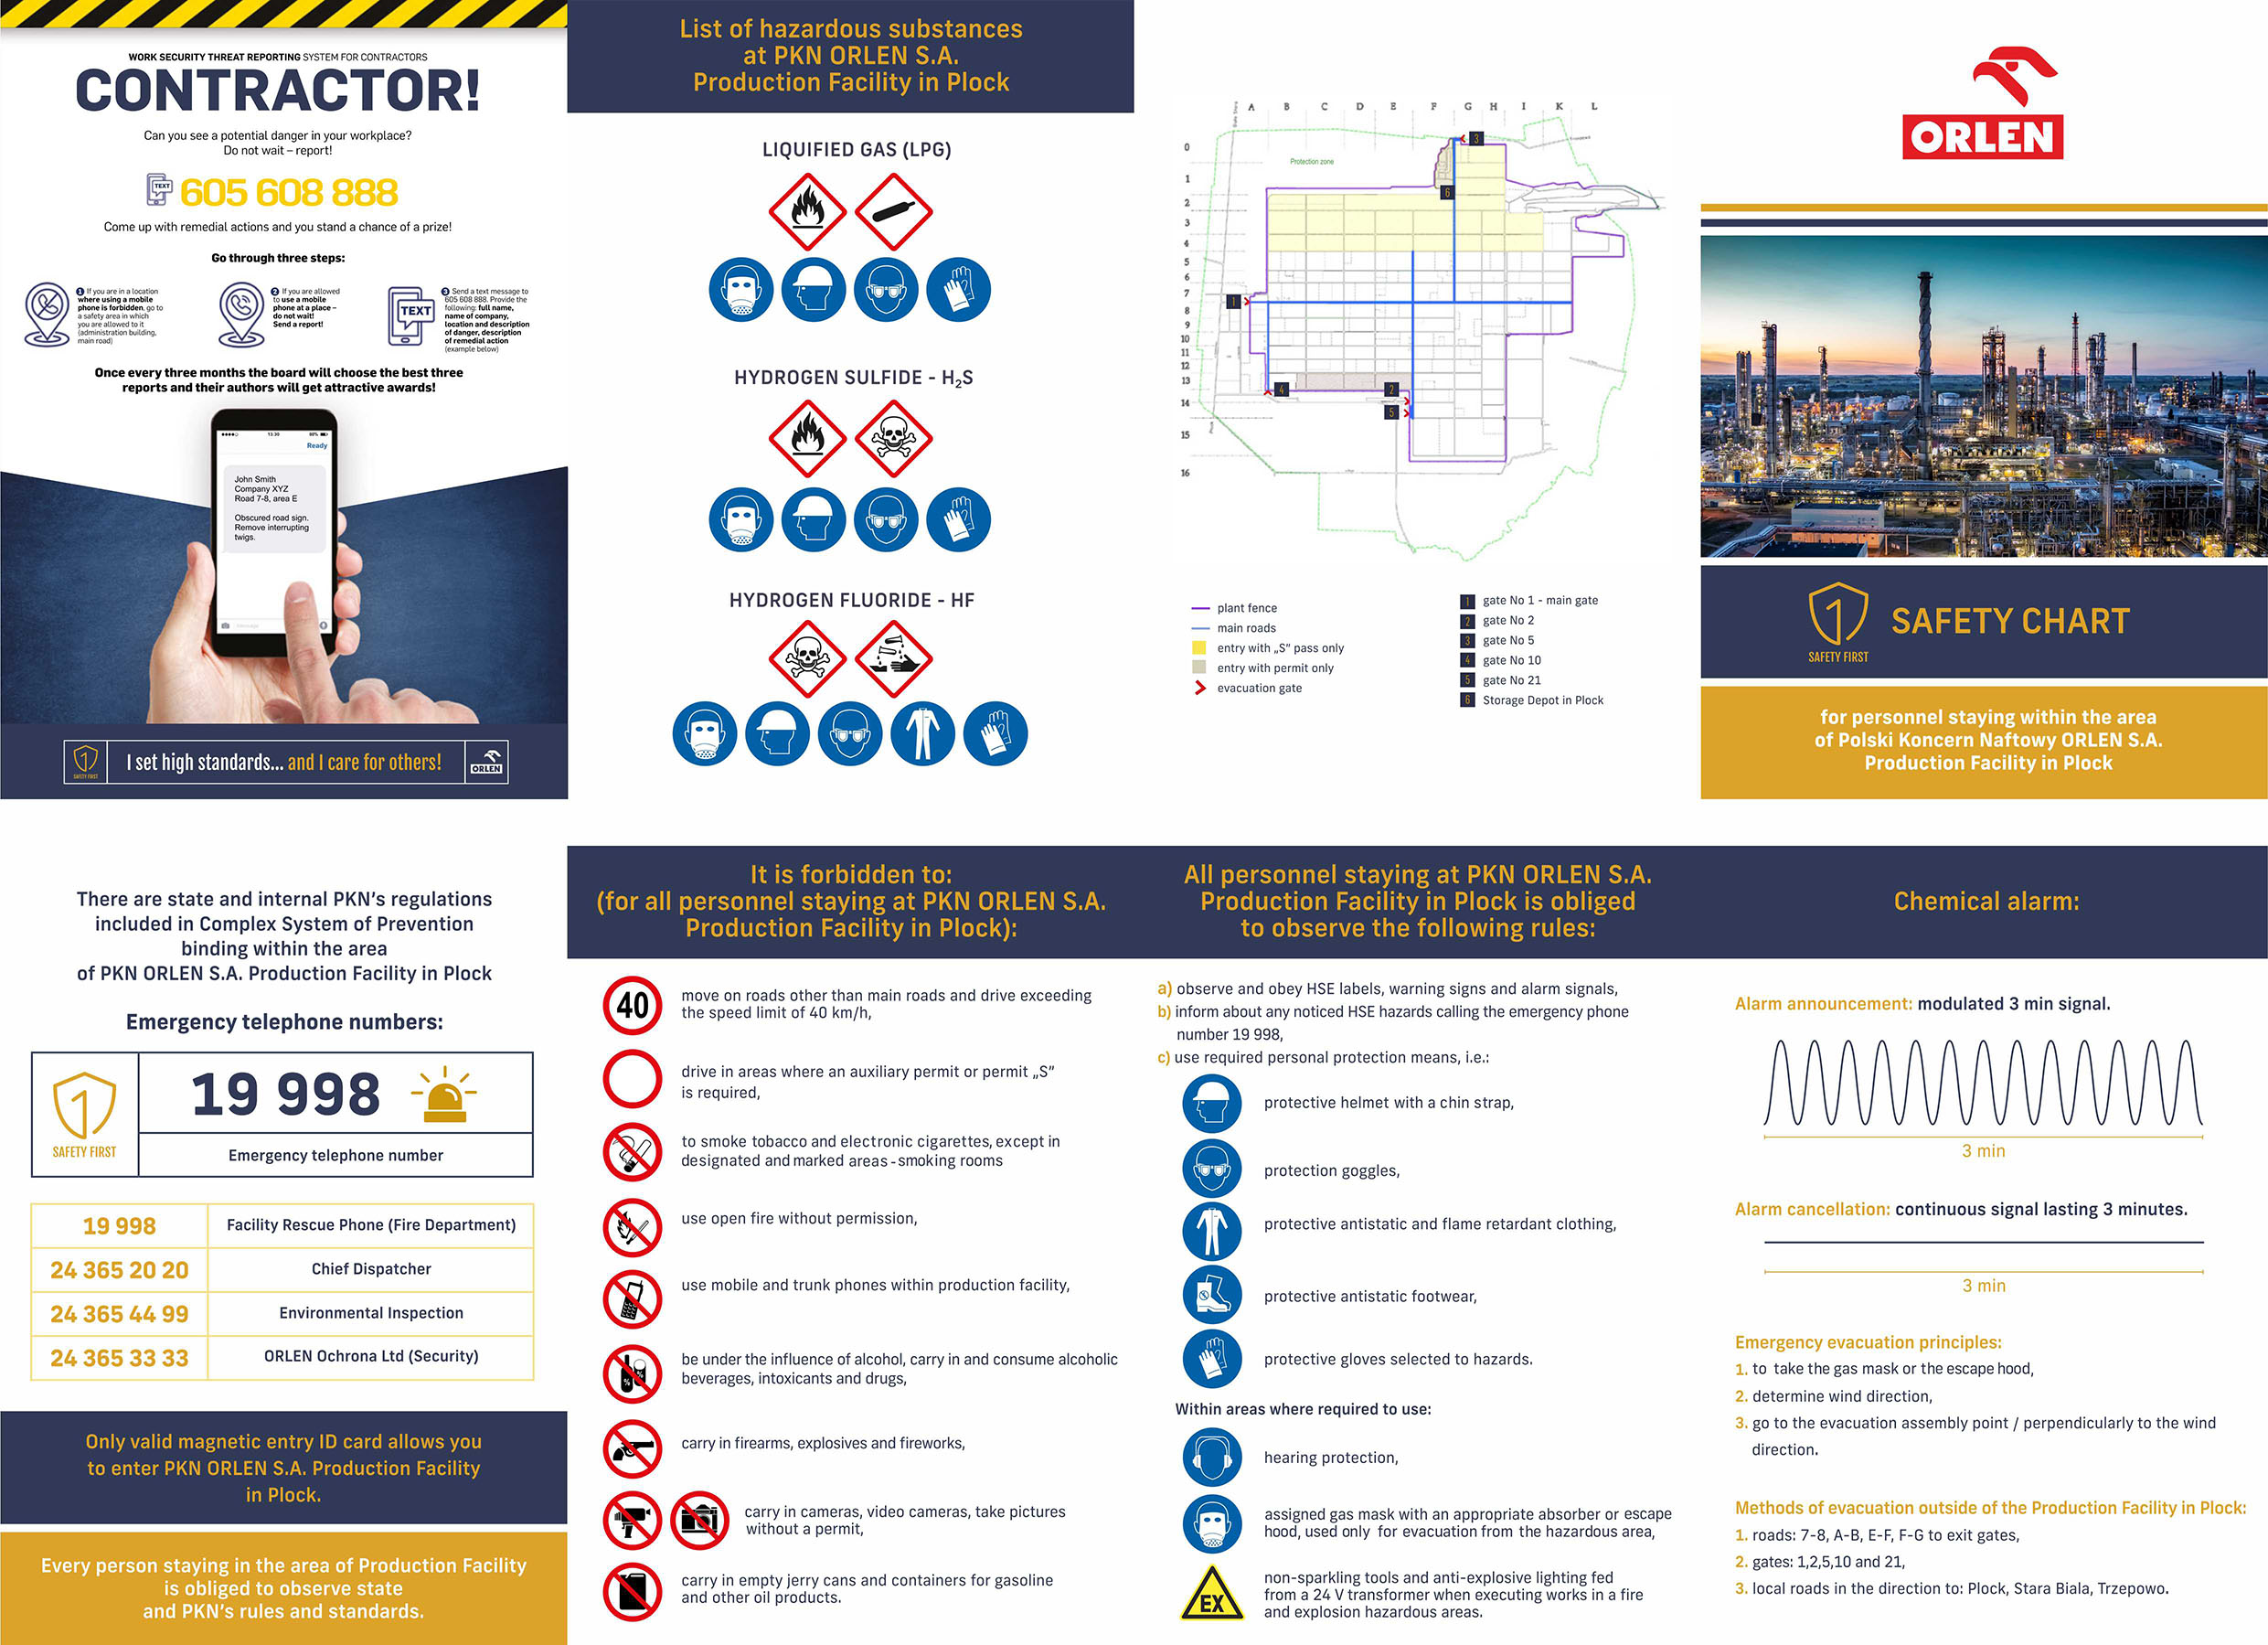 WORK SECURITY THREAT REPORTING SYSTEM FOR CONTRACTORS
CONTRACTOR!
Can you see a potential danger in your workplace?
Do not wait – report!
TEXT
605 608 888
Come up with remedial actions and you stand a chance of a prize!
Go through three steps:
1 If you are in a location
where using a mobile
phone is forbidden, go to
a safety area in which
you are allowed to it
(administration building,
main road)
2 If you are allowed
to use a mobile
phone at a place –
do not wait!
Send a report!
TEXT
3 Send a text message to
605 608 888. Provide the
following: full name,
name of company,
location and description
of danger, description
of remedial action
(example below)
Once every three months the board will choose the best three
reports and their authors will get attractive awards!
Ready
John Smith
Company XYZ
Road 7-8, area E
Obscured road sign.
Remove interrupting
twigs.
1
SAFETY FIRST
I set high standards... and I care for others!
ORLEN
List of hazardous substances
at PKN ORLEN S.A.
Production Facility in Plock
LIQUIFIED GAS (LPG)
HYDROGEN SULFIDE - H₂S
HYDROGEN FLUORIDE - HF
A B C D E F G H I K L
0
1
2
3
4
5
6
7
8
9
10
11
12
13
14
15
16
Protection zone
3
6
1
4
2
5
plant fence
main roads
entry with „S” pass only
entry with permit only
evacuation gate
1 gate No 1 - main gate
2 gate No 2
3 gate No 5
4 gate No 10
5 gate No 21
6 Storage Depot in Plock
ORLEN
1
SAFETY FIRST
SAFETY CHART
for personnel staying within the area
of Polski Koncern Naftowy ORLEN S.A.
Production Facility in Plock
There are state and internal PKN’s regulations
included in Complex System of Prevention
binding within the area
of PKN ORLEN S.A. Production Facility in Plock
Emergency telephone numbers:
1
SAFETY FIRST
19 998
Emergency telephone number
19 998 Facility Rescue Phone (Fire Department)
24 365 20 20 Chief Dispatcher
24 365 44 99 Environmental Inspection
24 365 33 33 ORLEN Ochrona Ltd (Security)
Only valid magnetic entry ID card allows you
to enter PKN ORLEN S.A. Production Facility
in Plock.
Every person staying in the area of Production Facility
is obliged to observe state
and PKN’s rules and standards.
It is forbidden to:
(for all personnel staying at PKN ORLEN S.A.
Production Facility in Plock):
40
move on roads other than main roads and drive exceeding
the speed limit of 40 km/h,
drive in areas where an auxiliary permit or permit „S”
is required,
to smoke tobacco and electronic cigarettes, except in
designated and marked areas - smoking rooms
use open fire without permission,
use mobile and trunk phones within production facility,
% %
be under the influence of alcohol, carry in and consume alcoholic
beverages, intoxicants and drugs,
carry in firearms, explosives and fireworks,
carry in cameras, video cameras, take pictures
without a permit,
carry in empty jerry cans and containers for gasoline
and other oil products.
All personnel staying at PKN ORLEN S.A.
Production Facility in Plock is obliged
to observe the following rules:
a) observe and obey HSE labels, warning signs and alarm signals,
b) inform about any noticed HSE hazards calling the emergency phone
number 19 998,
c) use required personal protection means, i.e.:
protective helmet with a chin strap,
protection goggles,
protective antistatic and flame retardant clothing,
protective antistatic footwear,
protective gloves selected to hazards.
Within areas where required to use:
hearing protection,
assigned gas mask with an appropriate absorber or escape
hood, used only for evacuation from the hazardous area,
EX
non-sparkling tools and anti-explosive lighting fed
from a 24 V transformer when executing works in a fire
and explosion hazardous areas.
Chemical alarm:
Alarm announcement: modulated 3 min signal.
3 min
Alarm cancellation: continuous signal lasting 3 minutes.
3 min
Emergency evacuation principles:
1. to take the gas mask or the escape hood,
2. determine wind direction,
3. go to the evacuation assembly point / perpendicularly to the wind
direction.
Methods of evacuation outside of the Production Facility in Plock:
1. roads: 7-8, A-B, E-F, F-G to exit gates,
2. gates: 1,2,5,10 and 21,
3. local roads in the direction to: Plock, Stara Biala, Trzepowo.